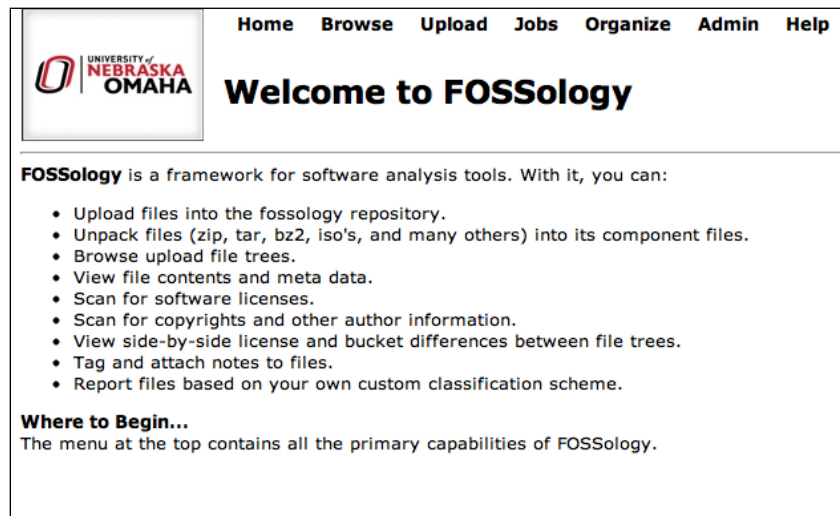 Home Browse Upload Jobs Organize Admin Help
UNIVERSITY of
NEBRASKA
OMAHA
Welcome to FOSSology
FOSSology is a framework for software analysis tools. With it, you can:
• Upload files into the fossology repository.
• Unpack files (zip, tar, bz2, iso's, and many others) into its component files.
• Browse upload file trees.
• View file contents and meta data.
• Scan for software licenses.
• Scan for copyrights and other author information.
• View side-by-side license and bucket differences between file trees.
• Tag and attach notes to files.
• Report files based on your own custom classification scheme.
Where to Begin...
The menu at the top contains all the primary capabilities of FOSSology.